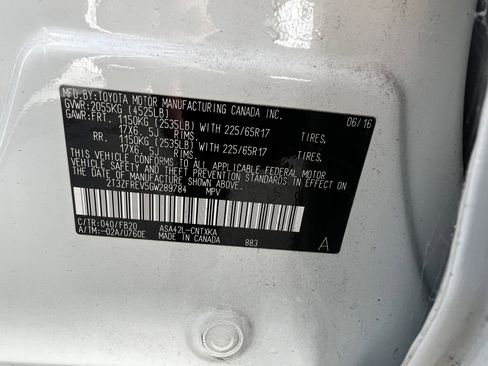 MFD.BY:TOYOTA MOTOR MANUFACTURING CANADA INC.
GVWR:2055KG (4525LB) 06/16
GAWR:FRT. 1150KG (2535LB) WITH 225/65R17 TIRES,
17X6.5J RIMS.
RR. 1150KG (2535LB) WITH 225/65R17 TIRES,
17X6.5J RIMS.
THIS VEHICLE CONFORMS TO ALL APPLICABLE FEDERAL MOTOR
VEHICLE SAFETY AND THEFT PREVENTION STANDARDS IN
EFFECT ON THE DATE OF MANUFACTURE SHOWN ABOVE.
2T3ZFREV5GW289784 MPV
C/TR:040/FB20 ASA42L-CNTXKA
A/TM:-02A/U760E MADE IN CANADA 883 A